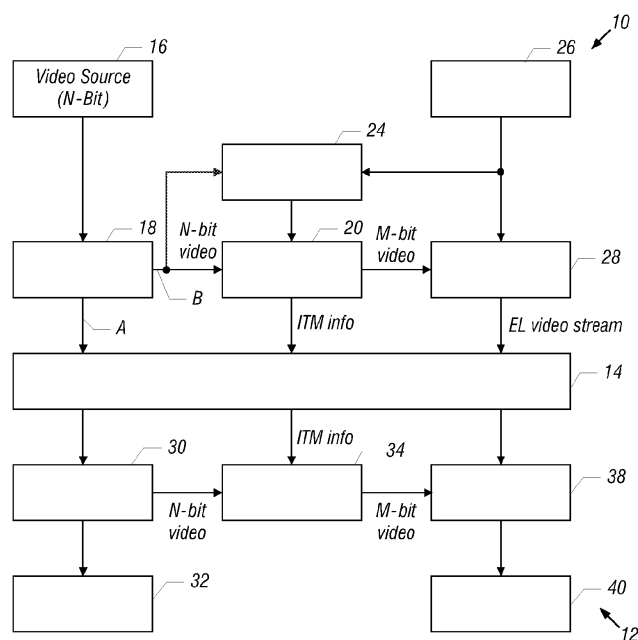 10
16
26
Video Source
(N-Bit)
24
18
N-bit
video
20
M-bit
video
28
B
A
ITM info
EL video stream
14
30
ITM info
34
38
N-bit
video
M-bit
video
32
40
12